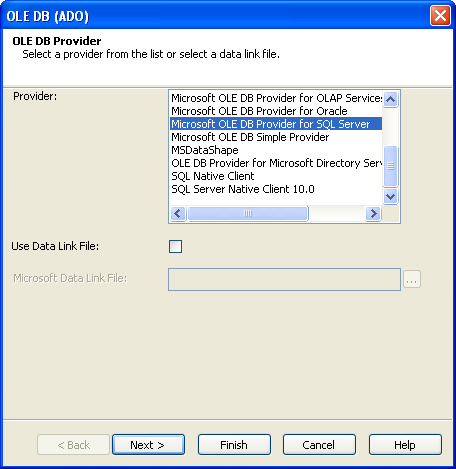 OLE DB (ADO)
OLE DB Provider
Select a provider from the list or select a data link file.
Provider:
Microsoft OLE DB Provider for OLAP Services
Microsoft OLE DB Provider for Oracle
Microsoft OLE DB Provider for SQL Server
Microsoft OLE DB Simple Provider
MSDataShape
OLE DB Provider for Microsoft Directory Serv
SQL Native Client
SQL Server Native Client 10.0
Use Data Link File:
Microsoft Data Link File:
...
< Back Next > Finish Cancel Help